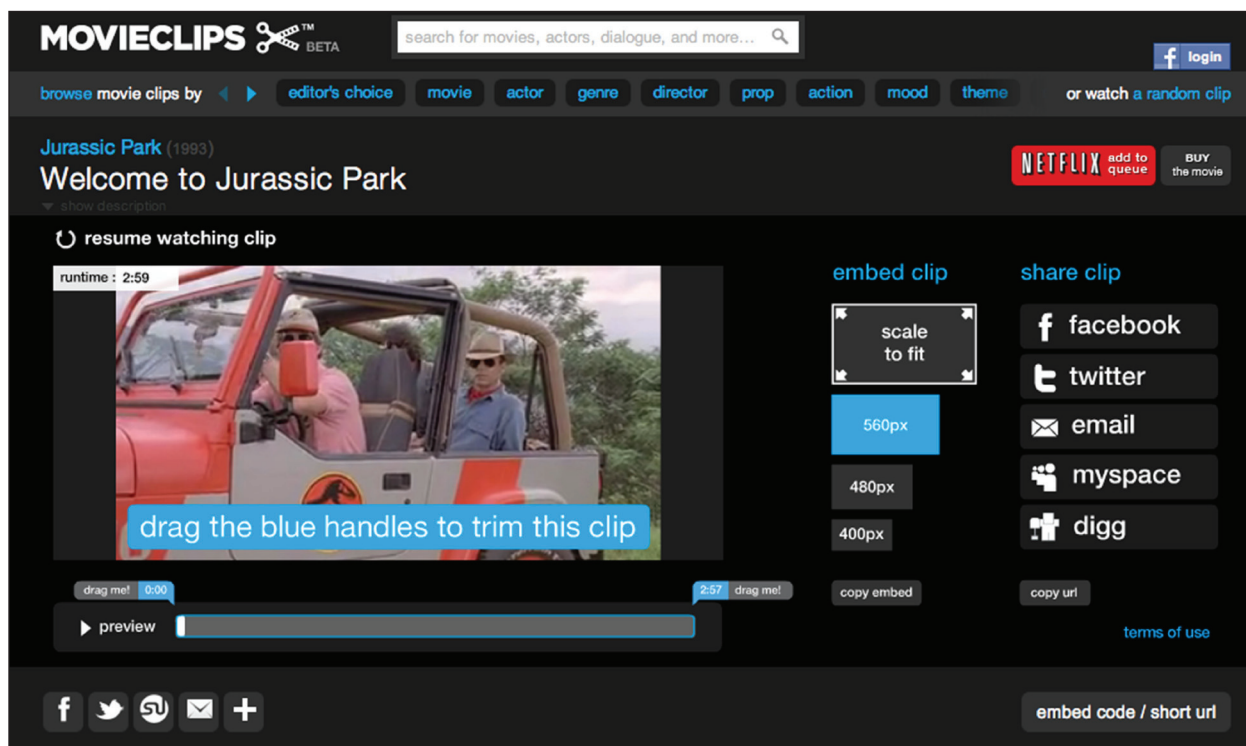 MOVIECLIPS ™ BETA
search for movies, actors, dialogue, and more...
f login
browse movie clips by editor's choice movie actor genre director prop action mood theme or watch a random clip
Jurassic Park (1993)
Welcome to Jurassic Park
show description
NETFLIX add to queue
BUY the movie
resume watching clip
runtime : 2:59
drag the blue handles to trim this clip
drag me! 0:00
2:57 drag me!
preview
embed clip
scale
to fit
560px
480px
400px
copy embed
share clip
f facebook
t twitter
email
myspace
digg
copy url
terms of use
f
embed code / short url